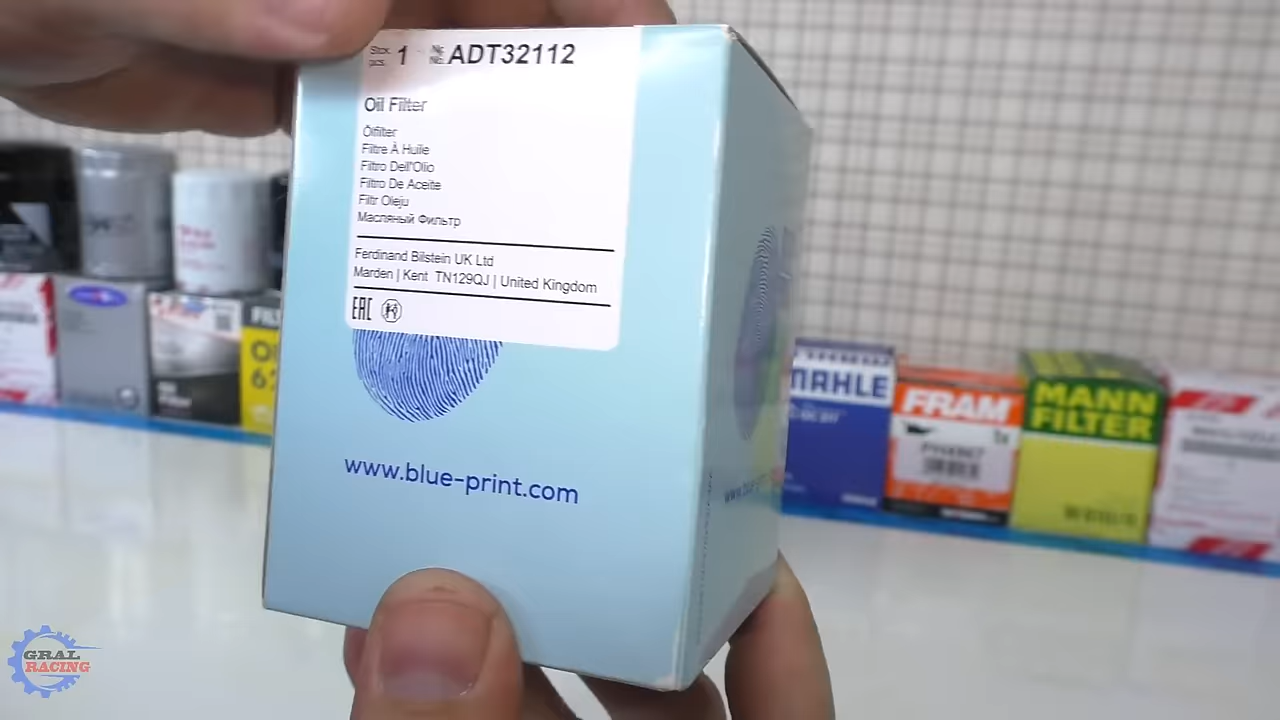 Stck. pcs. 1 Nr. No. ADT32112
Oil Filter
Ölfilter
Filtre À Huile
Filtro Dell'Olio
Filtro De Aceite
Filtr Oleju
Масляный Фильтр
Ferdinand Bilstein UK Ltd
Marden | Kent TN129QJ | United Kingdom
EAC
www.blue-print.com
MAHLE
FRAM
MANN
FILTER
GRAL
RACING